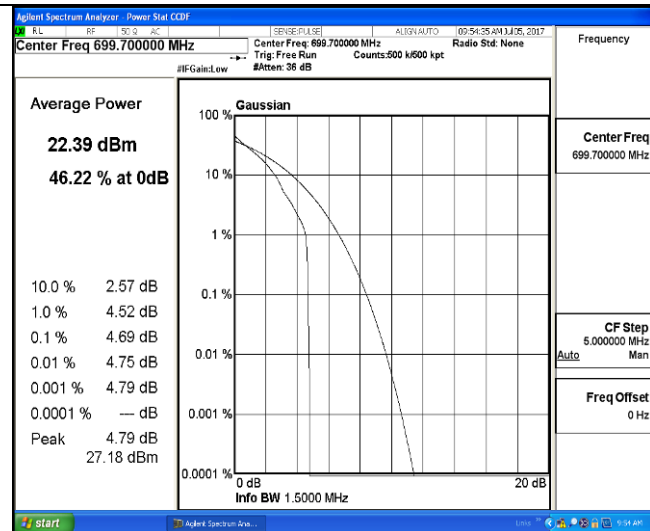 Agilent Spectrum Analyzer - Power Stat CCDF
RL RF 50 Ω AC SENSE:PULSE ALIGN AUTO 09:54:35 AM Jul 05, 2017
Center Freq 699.700000 MHz
Center Freq: 699.700000 MHz Radio Std: None
Trig: Free Run Counts:500 k/500 kpt
#IFGain:Low #Atten: 36 dB
Frequency
Average Power
22.39 dBm
46.22 % at 0dB
10.0 % 2.57 dB
1.0 % 4.52 dB
0.1 % 4.69 dB
0.01 % 4.75 dB
0.001 % 4.79 dB
0.0001 % --- dB
Peak 4.79 dB
27.18 dBm
Gaussian
100 %
10 %
1 %
0.1 %
0.01 %
0.001 %
0.0001 %
0 dB 20 dB
Info BW 1.5000 MHz
Center Freq
699.700000 MHz
CF Step
5.000000 MHz
Auto Man
Freq Offset
0 Hz
start Agilent Spectrum Ana... Links 9:54 AM